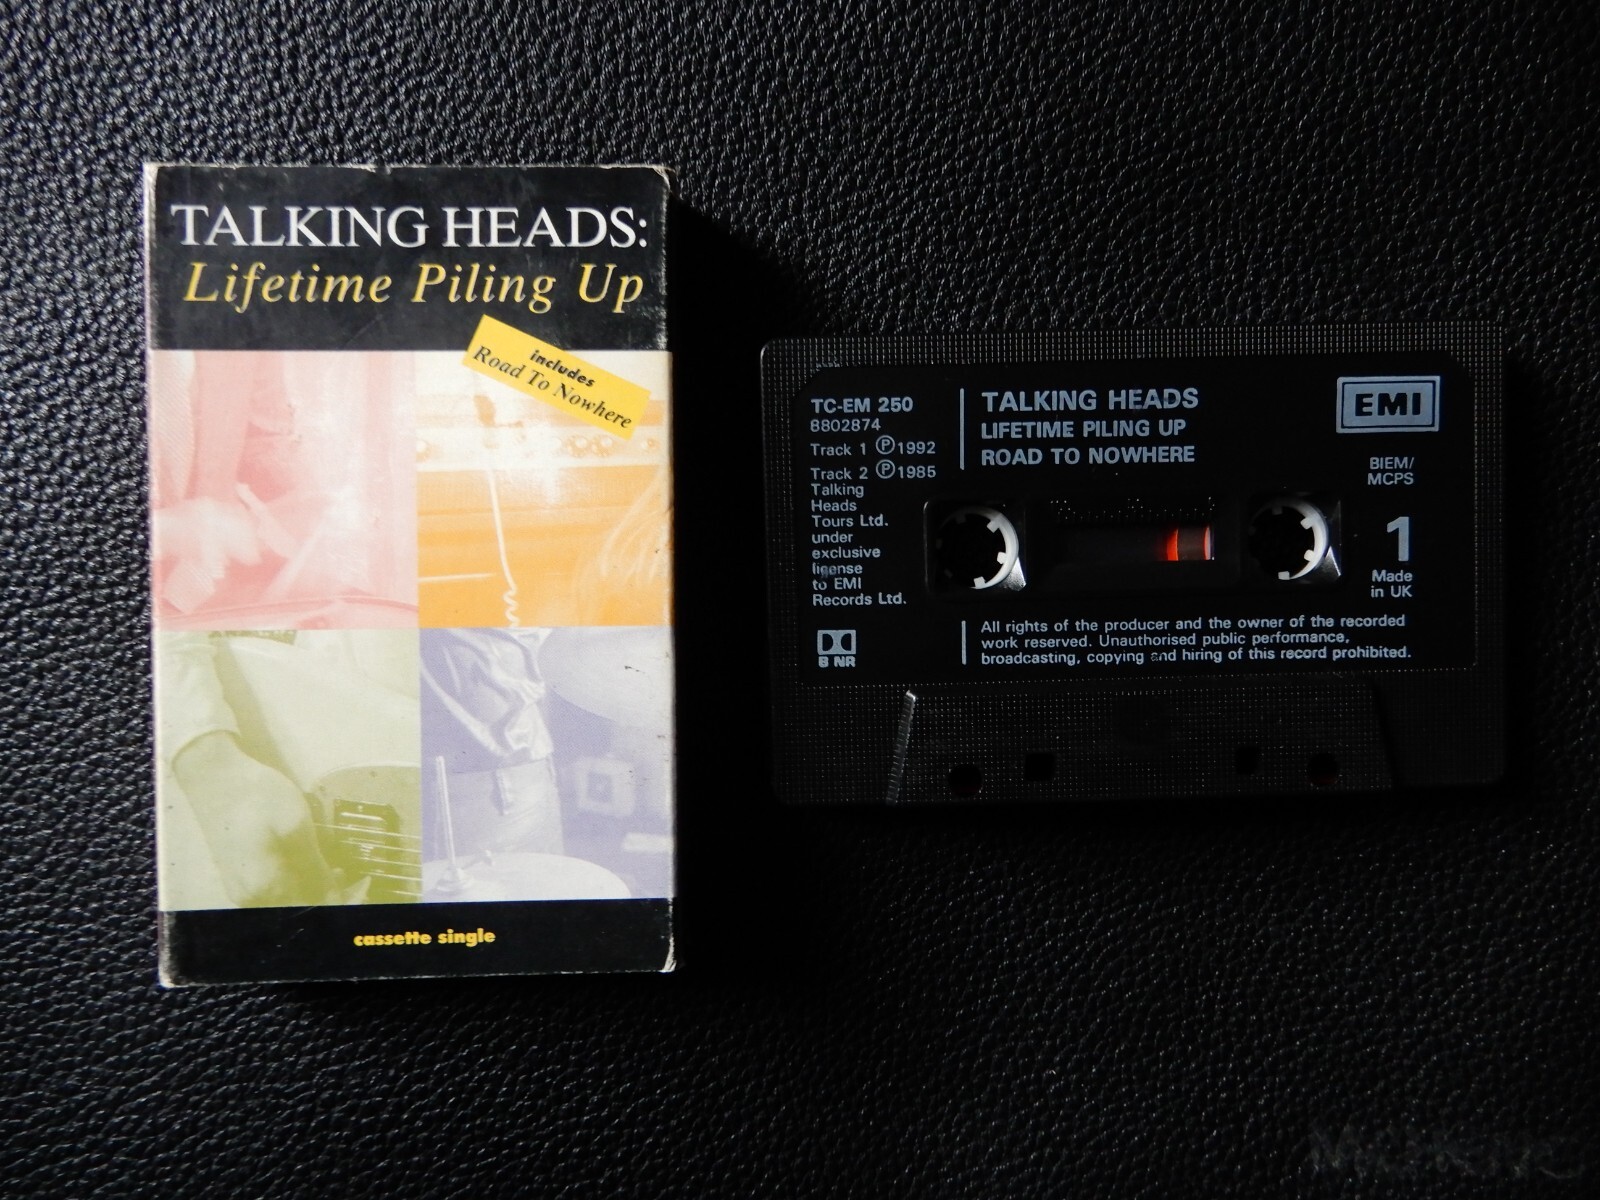 TALKING HEADS:
Lifetime Piling Up
includes
Road To Nowhere
cassette single
TC-EM 250
8802874
Track 1 ℗1992
Track 2 ℗1985
Talking
Heads
Tours Ltd.
under
exclusive
license
to EMI
Records Ltd.
B NR
TALKING HEADS
LIFETIME PILING UP
ROAD TO NOWHERE
EMI
BIEM/
MCPS
1
Made
in UK
All rights of the producer and the owner of the recorded
work reserved. Unauthorised public performance,
broadcasting, copying and hiring of this record prohibited.